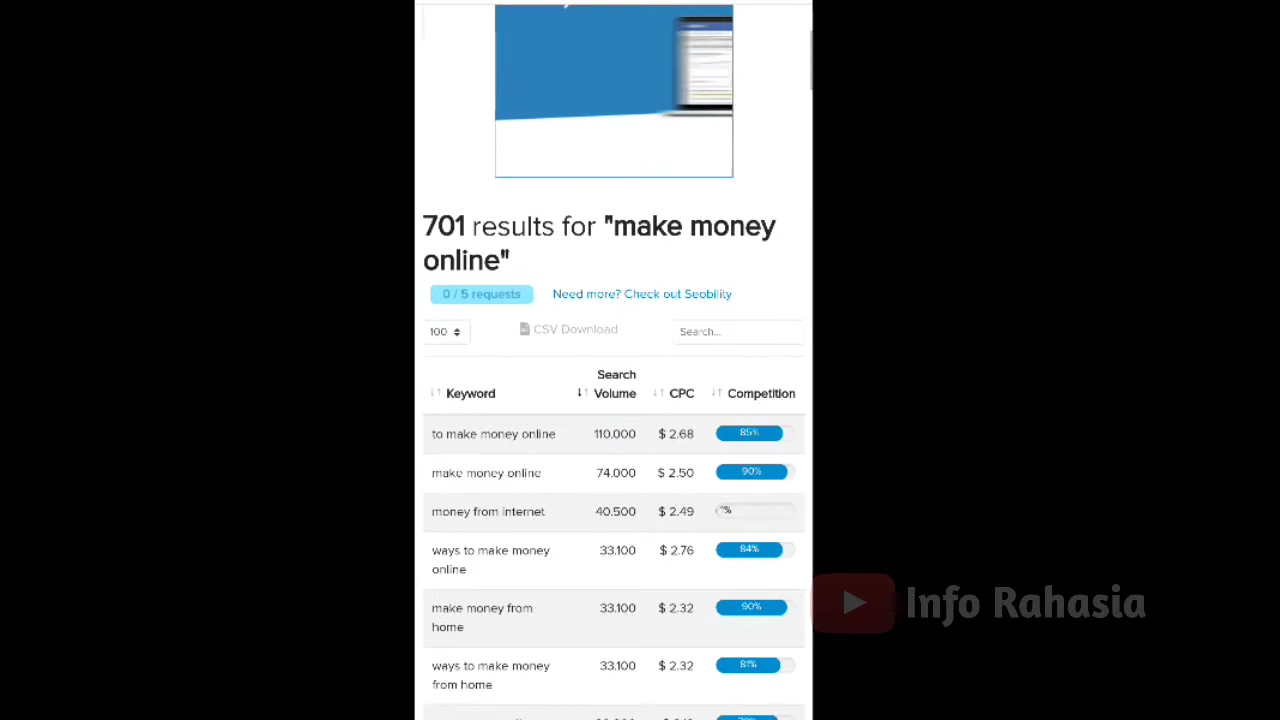 701 results for "make money
online"
0 / 5 requests
Need more? Check out Seobility
100
CSV Download
Search...
Keyword
Search
Volume
CPC
Competition
to make money online 110.000 $ 2.68 85%
make money online 74.000 $ 2.50 90%
money from internet 40.500 $ 2.49
ways to make money
online
33.100 $ 2.76 84%
make money from
home
33.100 $ 2.32 90%
ways to make money
from home
33.100 $ 2.32 81%
Info Rahasia